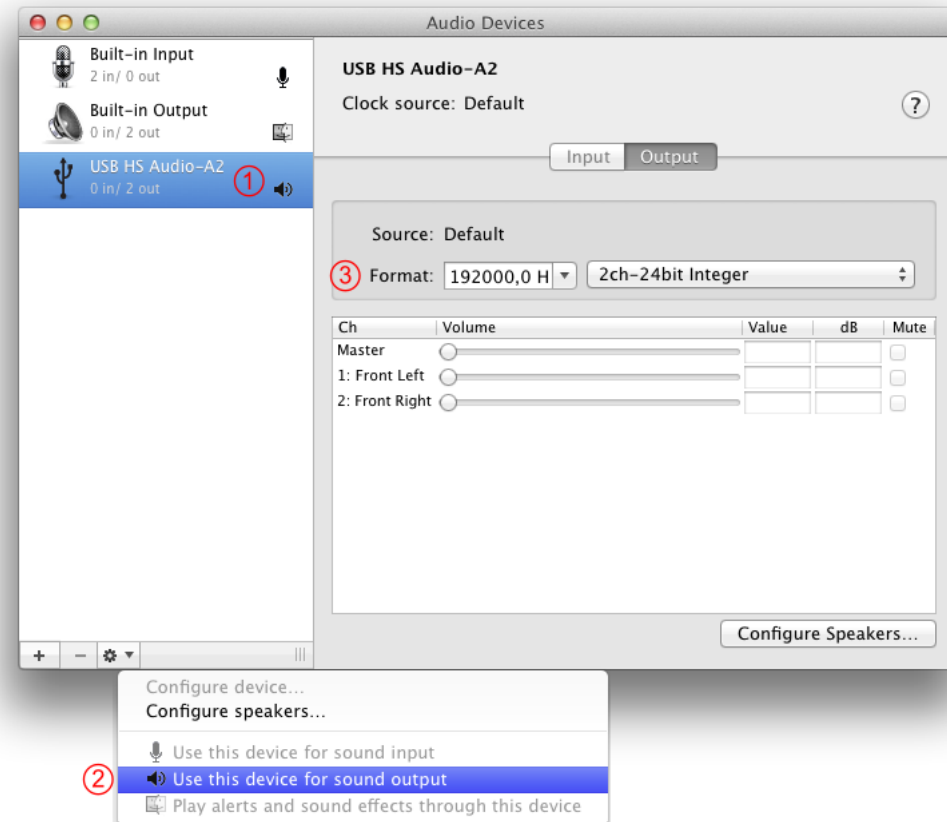 Audio Devices
Built-in Input
2 in/ 0 out
Built-in Output
0 in/ 2 out
USB HS Audio-A2
0 in/ 2 out
1
USB HS Audio-A2
Clock source: Default
?
Input Output
Source: Default
3 Format: 192000,0 H 2ch-24bit Integer
Ch Volume Value dB Mute
Master
1: Front Left
2: Front Right
Configure Speakers...
+ −
Configure device...
Configure speakers...
Use this device for sound input
2 Use this device for sound output
Play alerts and sound effects through this device